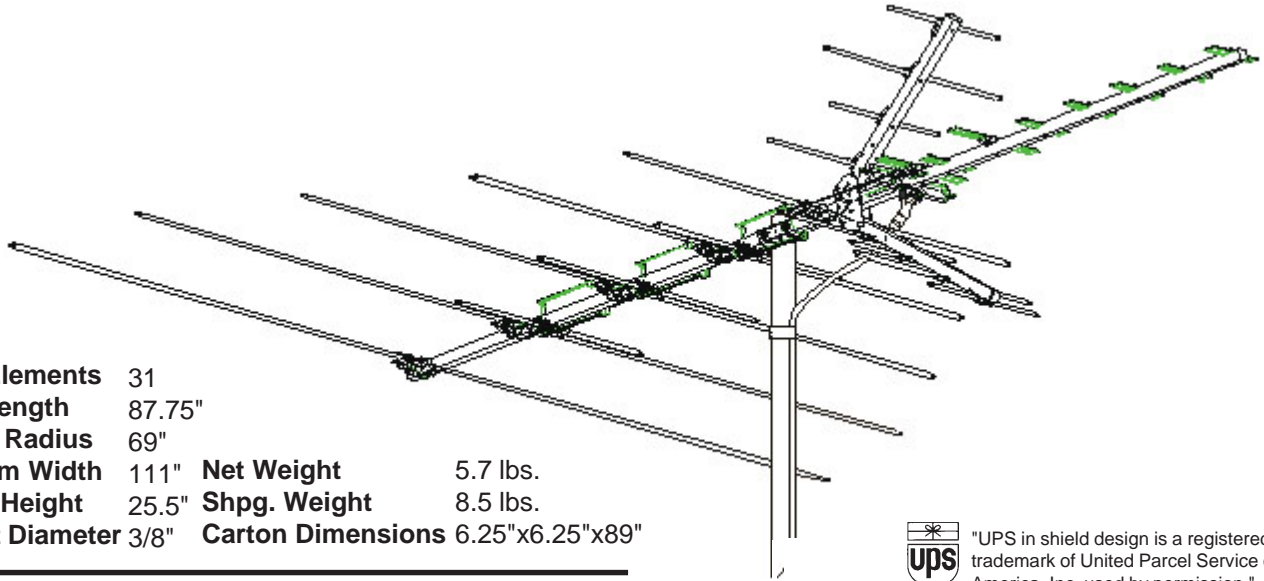 lements 31
ength 87.75"
Radius 69"
m Width 111" Net Weight 5.7 lbs.
Height 25.5" Shpg. Weight 8.5 lbs.
Diameter 3/8" Carton Dimensions 6.25"x6.25"x89"
ups
"UPS in shield design is a registered
trademark of United Parcel Service
America, Inc. used by permission."